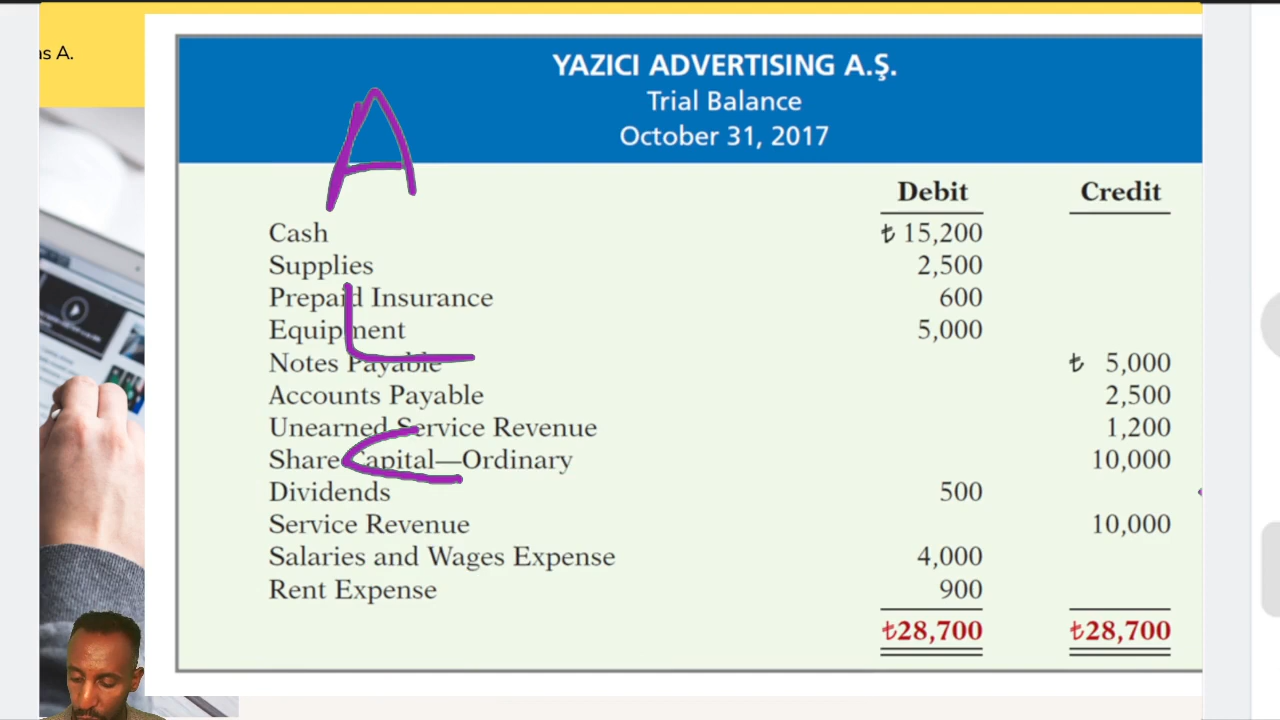 ıs A.
YAZICI ADVERTISING A.Ş.
Trial Balance
October 31, 2017
A
Debit Credit
Cash ₺ 15,200
Supplies 2,500
Prepaid Insurance 600
L
Equipment 5,000
Notes Payable ₺ 5,000
Accounts Payable 2,500
Unearned Service Revenue 1,200
C
Share Capital—Ordinary 10,000
Dividends 500
Service Revenue 10,000
Salaries and Wages Expense 4,000
Rent Expense 900
₺28,700 ₺28,700